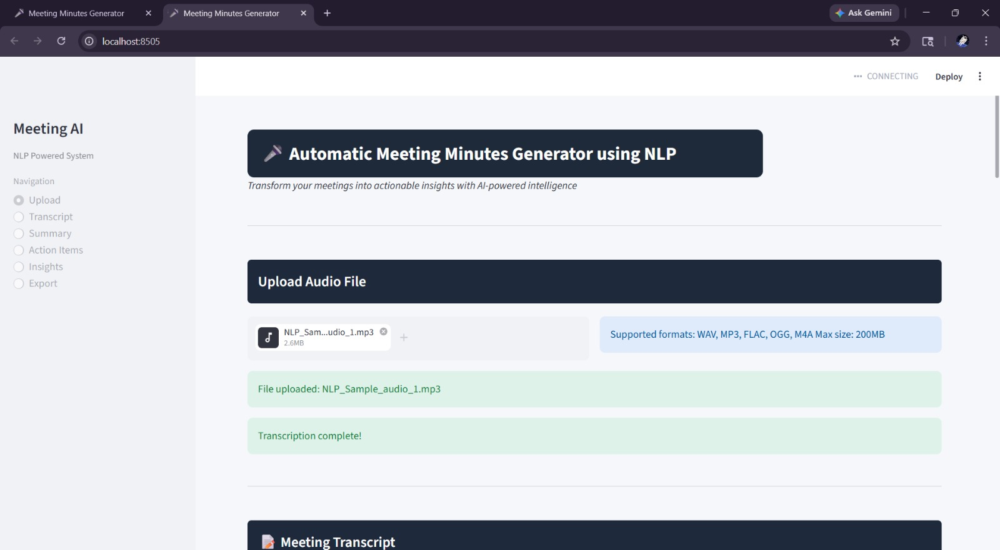 Meeting Minutes Generator
Meeting Minutes Generator
Ask Gemini
localhost:8505
CONNECTING
Deploy
Meeting AI
NLP Powered System
Navigation
Upload
Transcript
Summary
Action Items
Insights
Export
Automatic Meeting Minutes Generator using NLP
Transform your meetings into actionable insights with AI-powered intelligence
Upload Audio File
NLP_Sam...udio_1.mp3
2.6MB
Supported formats: WAV, MP3, FLAC, OGG, M4A Max size: 200MB
File uploaded: NLP_Sample_audio_1.mp3
Transcription complete!
Meeting Transcript